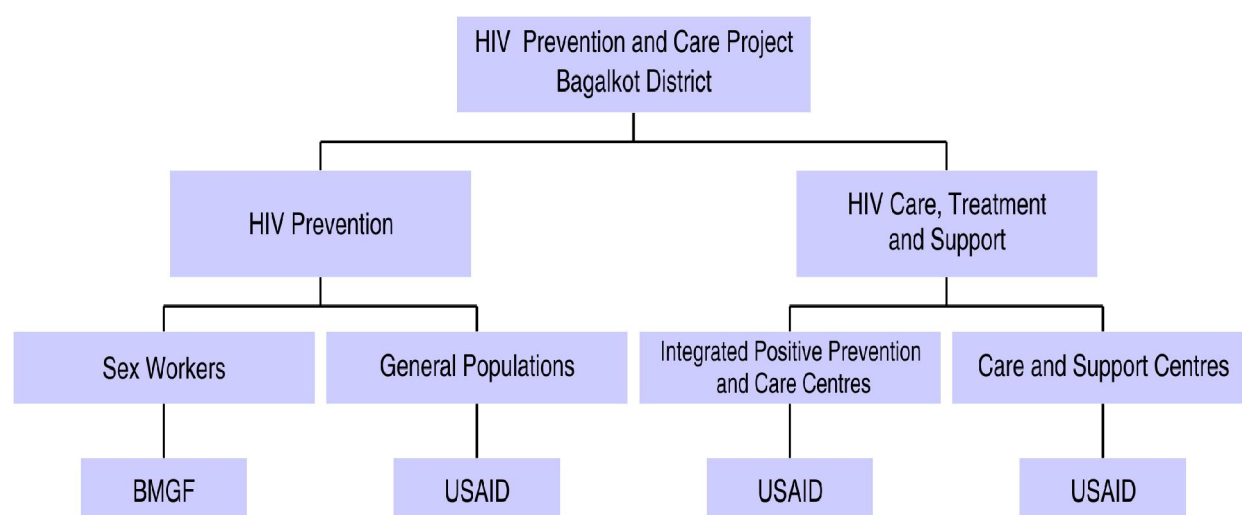 HIV Prevention and Care Project
Bagalkot District
HIV Prevention
HIV Care, Treatment
and Support
Sex Workers
General Populations
Integrated Positive Prevention
and Care Centres
Care and Support Centres
BMGF
USAID
USAID
USAID